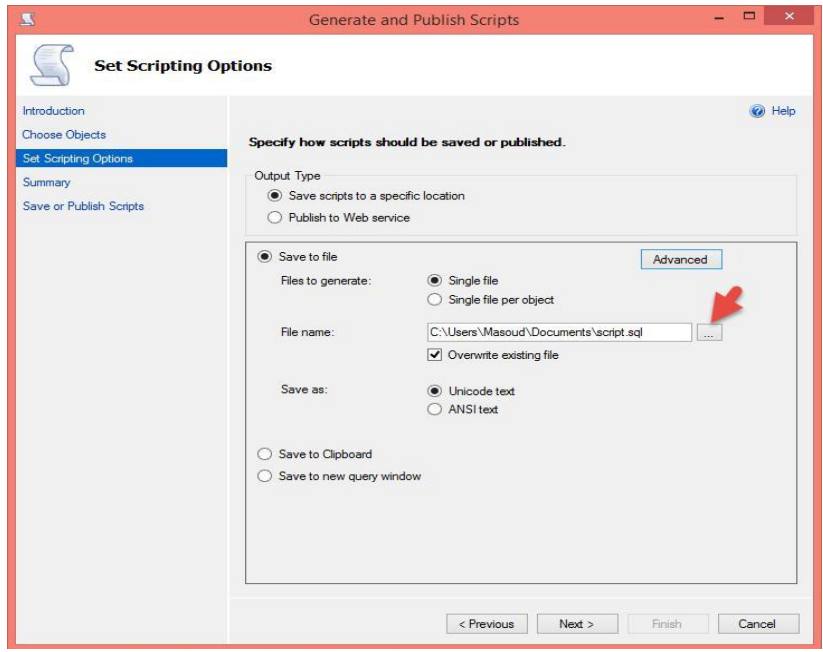 Generate and Publish Scripts
Set Scripting Options
Introduction
Choose Objects
Set Scripting Options
Summary
Save or Publish Scripts
Help
Specify how scripts should be saved or published.
Output Type
Save scripts to a specific location
Publish to Web service
Save to file
Advanced
Files to generate:
Single file
Single file per object
File name:
C:\Users\Masoud\Documents\script.sql
...
Overwrite existing file
Save as:
Unicode text
ANSI text
Save to Clipboard
Save to new query window
< Previous
Next >
Finish
Cancel